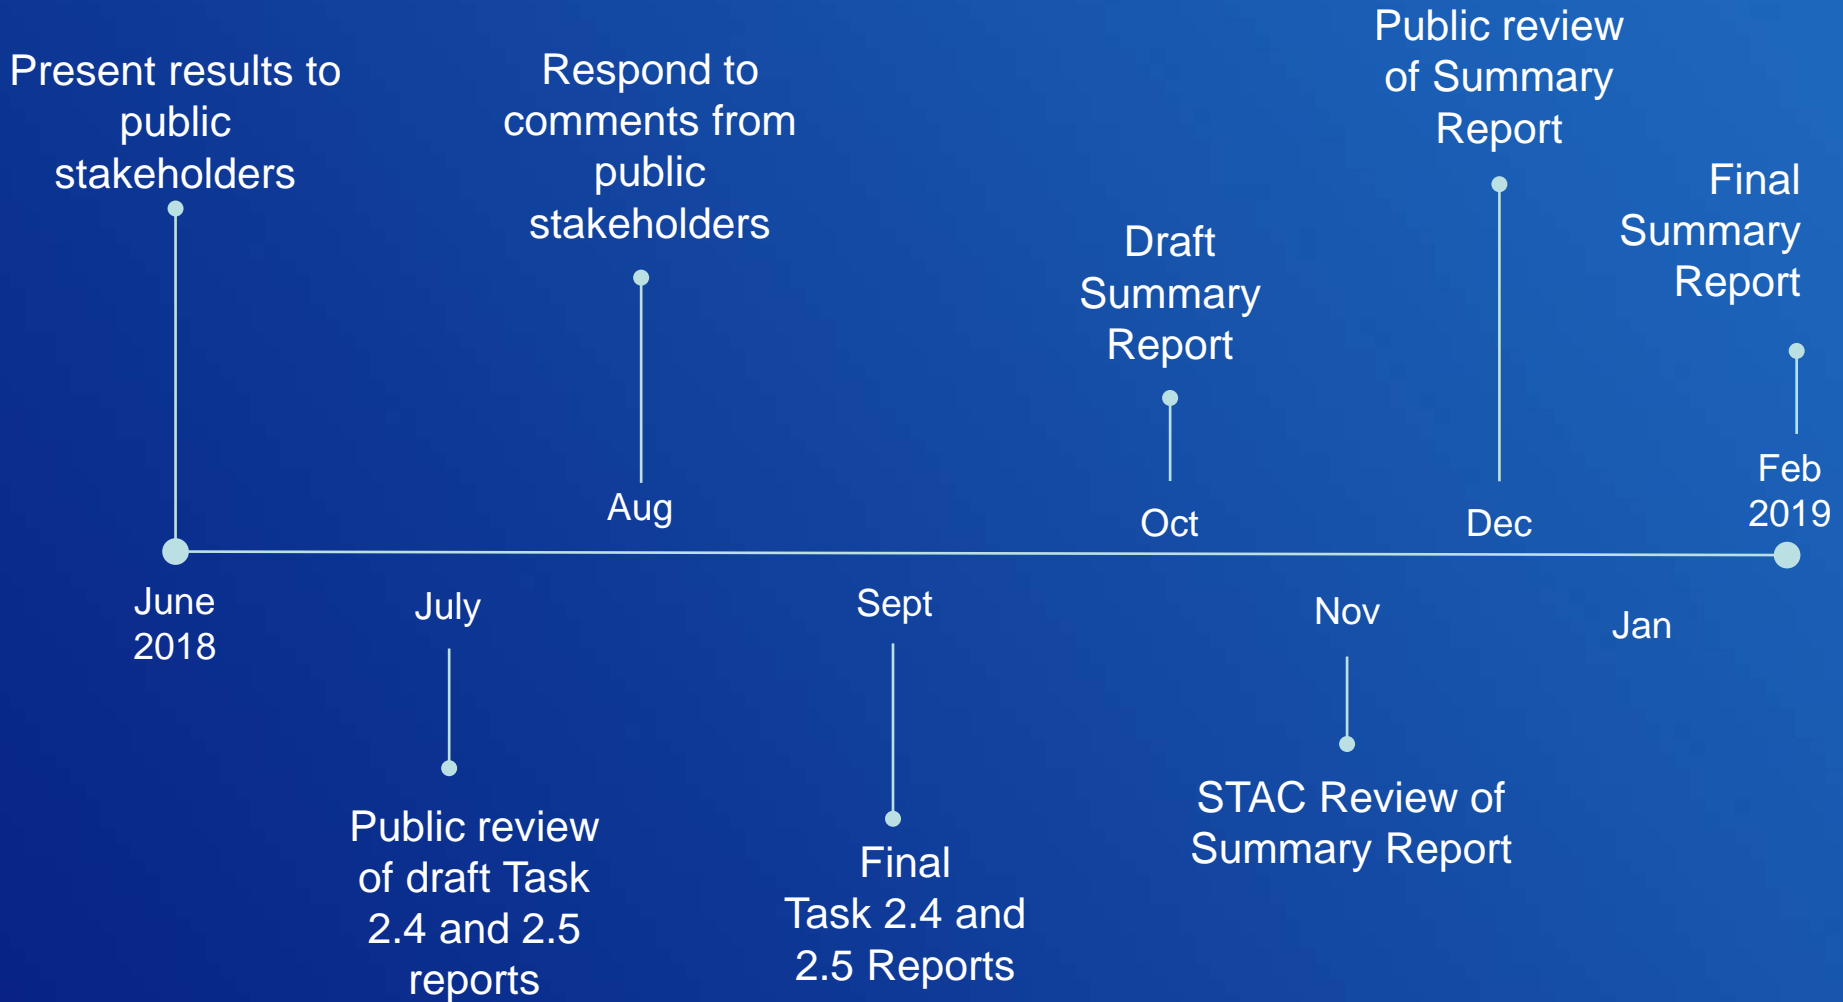 Present results to
public
stakeholders
Respond to
comments from
public
stakeholders
Draft
Summary
Report
Public review
of Summary
Report
Final
Summary
Report
Aug
Oct
Dec
Feb
2019
June
2018
July
Sept
Nov
Jan
Public review
of draft Task
2.4 and 2.5
reports
Final
Task 2.4 and
2.5 Reports
STAC Review of
Summary Report